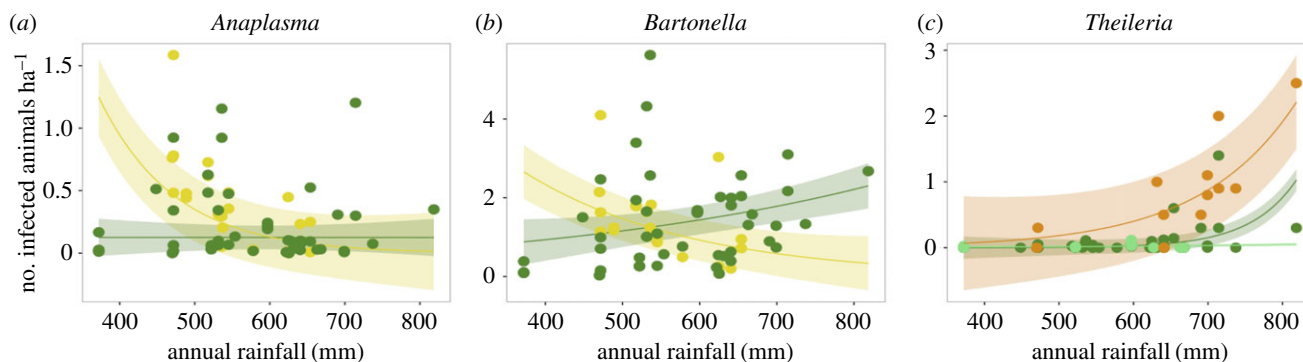 (a) Anaplasma (b) Bartonella (c) Theileria
no. infected animals ha⁻¹
1.5
1.0
0.5
0
4
2
0
3
2
1
0
400 500 600 700 800 400 500 600 700 800 400 500 600 700 800
annual rainfall (mm) annual rainfall (mm) annual rainfall (mm)